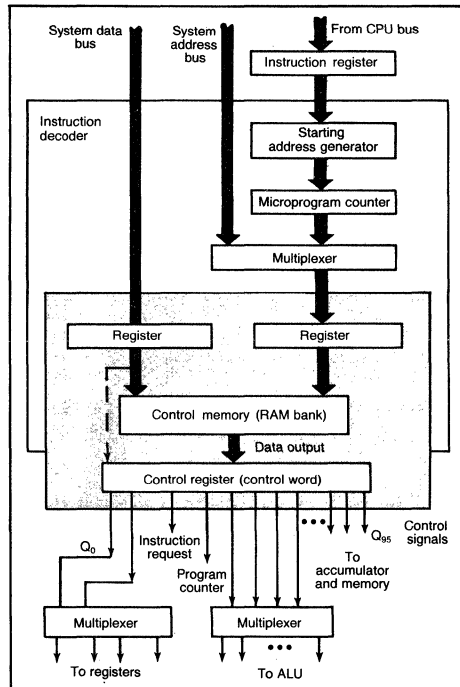 System data
bus
System
address
bus
From CPU bus
Instruction register
Instruction
decoder
Starting
address generator
Microprogram counter
Multiplexer
Register
Register
Control memory (RAM bank)
Data output
Control register (control word)
Q0
Instruction
request
Program
counter
•••
Q95
Control
signals
To
accumulator
and memory
Multiplexer
Multiplexer
•••
To registers
To ALU